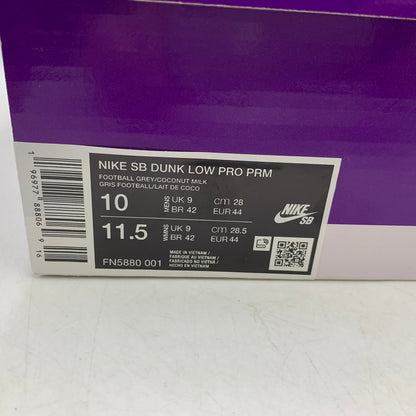 NIKE SB DUNK LOW PRO PRM
FOOTBALL GREY/COCONUT MILK
GRIS FOOTBALL/LAIT DE COCO
10 MENS UK 9 cm 28
BR 42 EUR 44
11.5 WMNS UK 9 cm 28.5
BR 42 EUR 44
NIKE
SB
MADE IN VIETNAM /
FABRIQUÉ AU VIETNAM /
FABRICADO NO VIETNÃ /
HECHO EN VIETNAM
FN5880 001
1 96977 88806 9 16